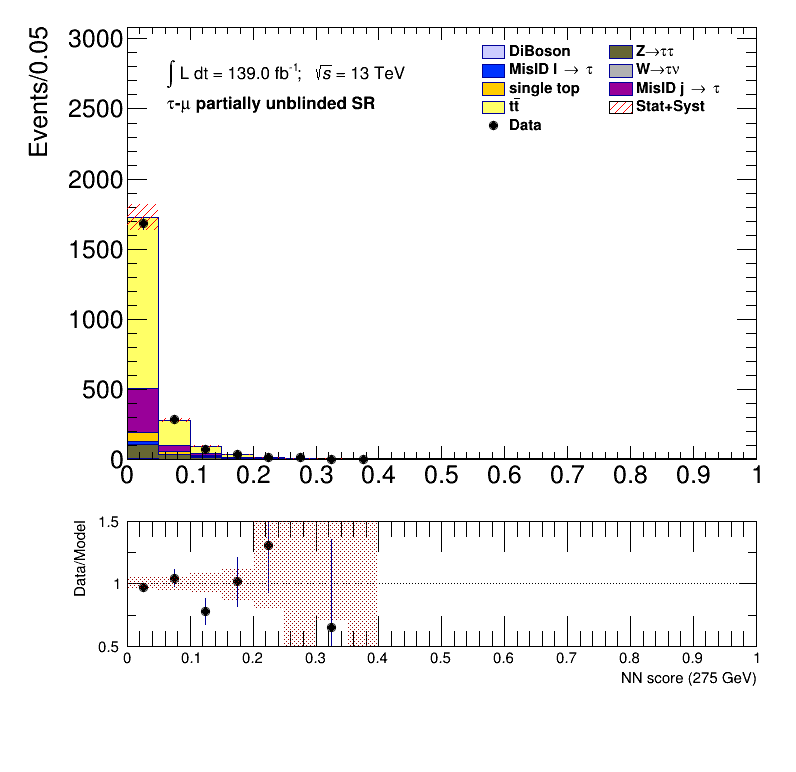 Events/0.05
3000
2500
2000
1500
1000
500
0
∫ L dt = 139.0 fb⁻¹; √s = 13 TeV
τ-μ partially unblinded SR
DiBoson
MisID l → τ
single top
tt̄
Data
Z→ττ
W→τν
MisID j → τ
Stat+Syst
0 0.1 0.2 0.3 0.4 0.5 0.6 0.7 0.8 0.9 1
Data/Model
1.5
1
0.5
0 0.1 0.2 0.3 0.4 0.5 0.6 0.7 0.8 0.9 1
NN score (275 GeV)